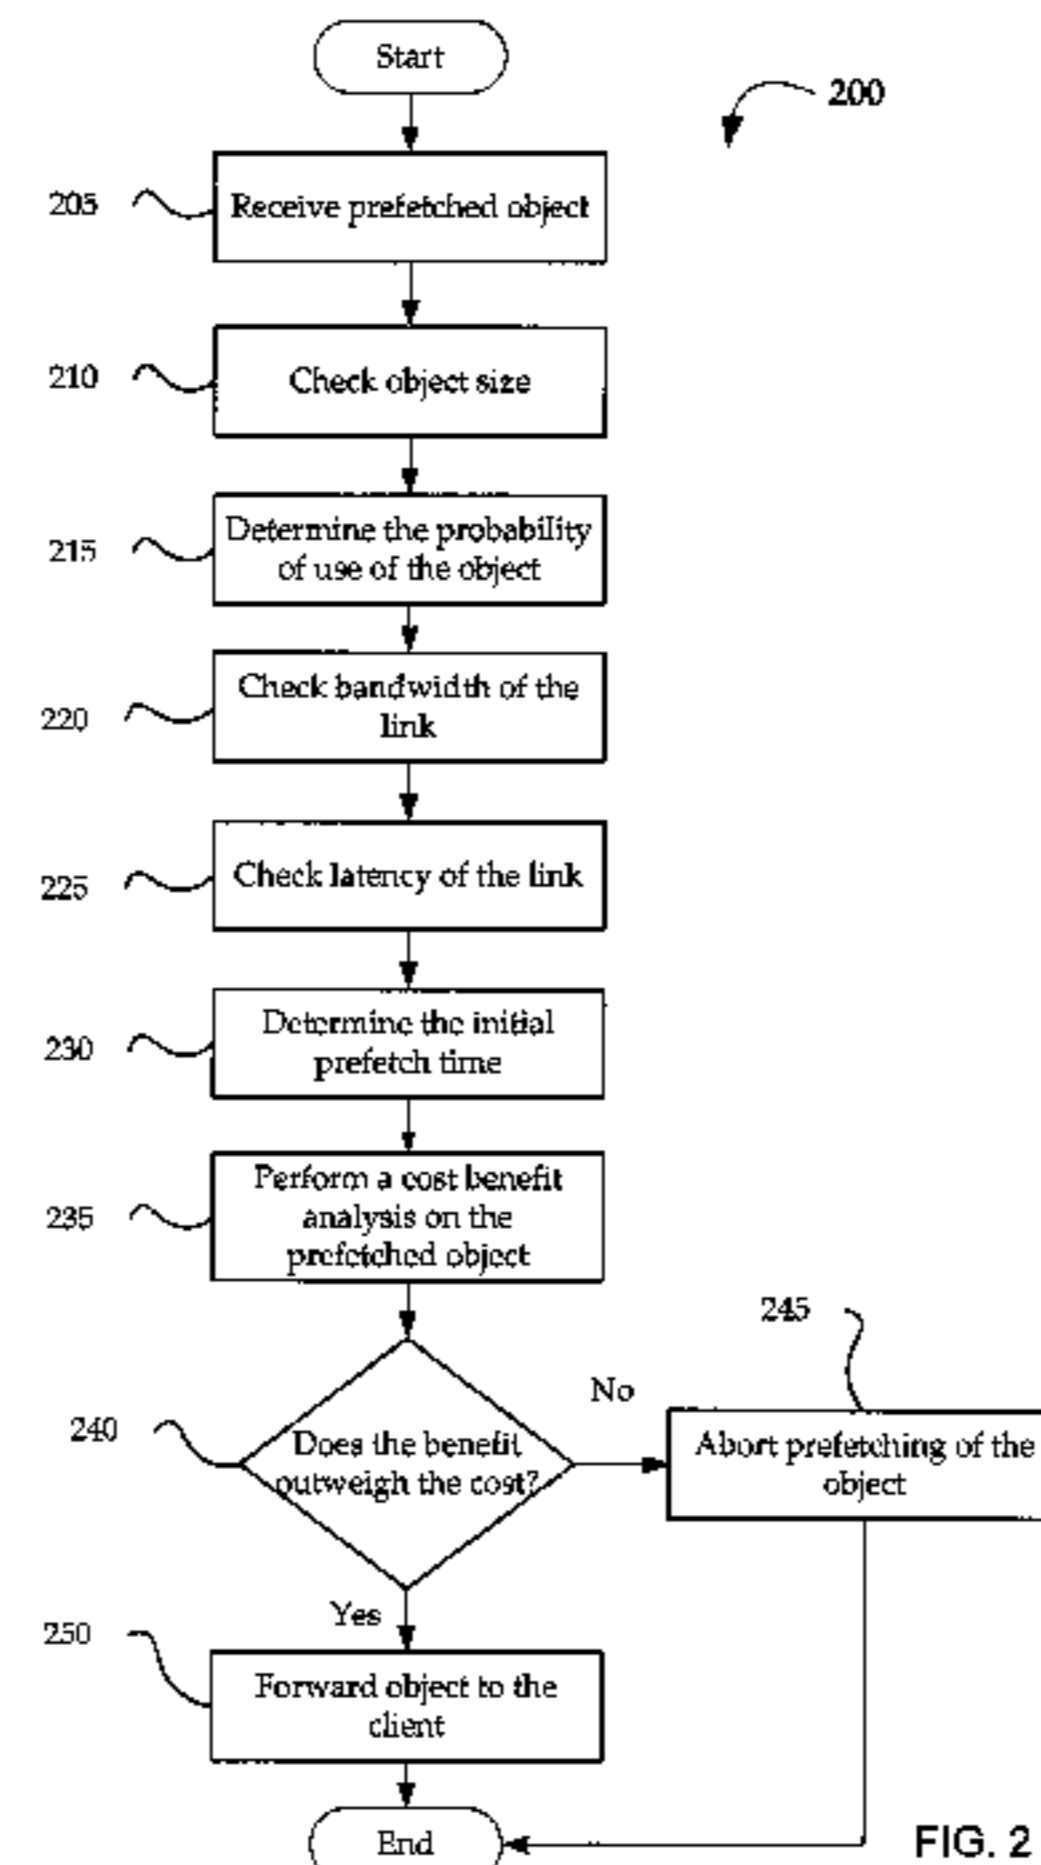 Start
200
205
Receive prefetched object
210
Check object size
215
Determine the probability
of use of the object
220
Check bandwidth of the
link
225
Check latency of the link
230
Determine the initial
prefetch time
235
Perform a cost benefit
analysis on the
prefetched object
245
No
240
Does the benefit
outweigh the cost?
Abort prefetching of the
object
Yes
250
Forward object to the
client
End
FIG. 2